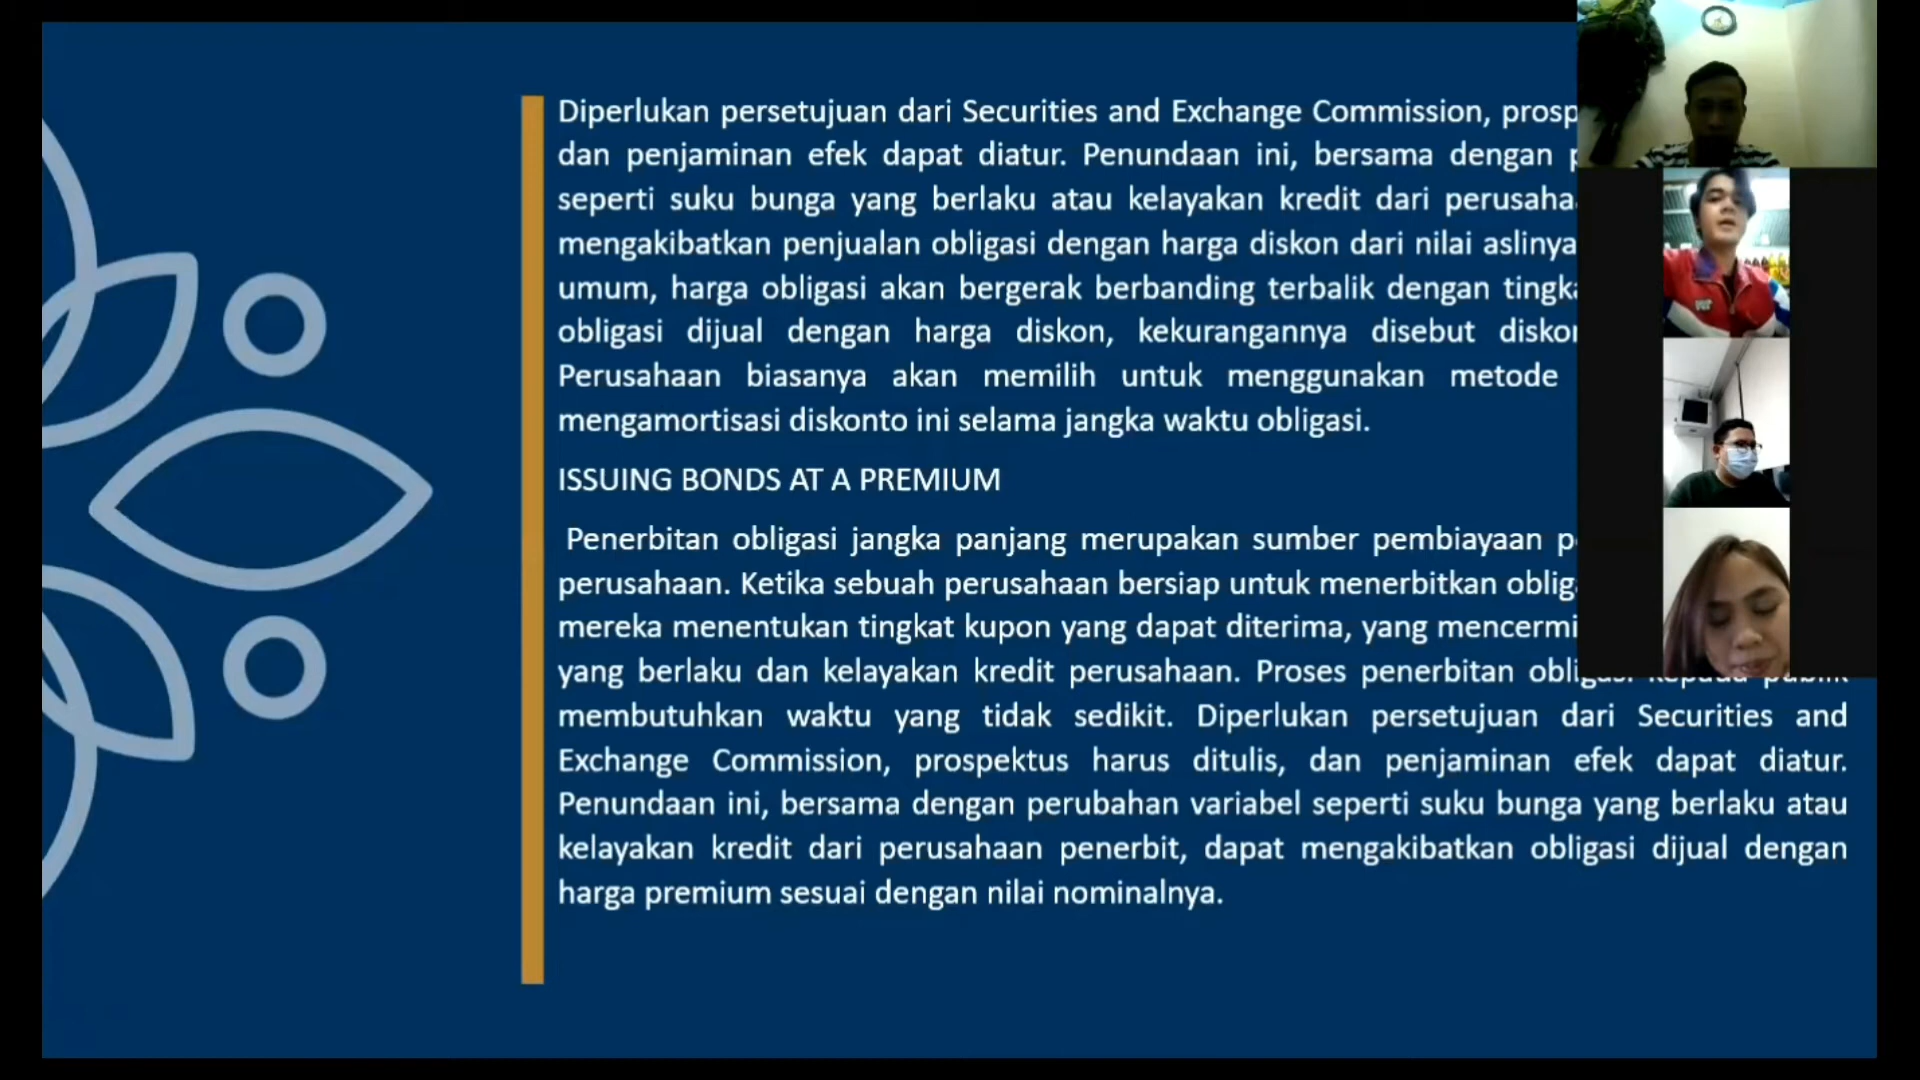 Diperlukan persetujuan dari Securities and Exchange Commission,
dan penjaminan efek dapat diatur. Penundaan ini, bersama dengan
seperti suku bunga yang berlaku atau kelayakan kredit dari
mengakibatkan penjualan obligasi dengan harga diskon dari nilai aslinya
umum, harga obligasi akan bergerak berbanding terbalik dengan
obligasi dijual dengan harga diskon, kekurangannya disebut
Perusahaan biasanya akan memilih untuk menggunakan metode
mengamortisasi diskonto ini selama jangka waktu obligasi.
ISSUING BONDS AT A PREMIUM
Penerbitan obligasi jangka panjang merupakan sumber pembiayaan
perusahaan. Ketika sebuah perusahaan bersiap untuk menerbitkan
mereka menentukan tingkat kupon yang dapat diterima, yang
yang berlaku dan kelayakan kredit perusahaan. Proses penerbitan
membutuhkan waktu yang tidak sedikit. Diperlukan persetujuan dari Securities and
Exchange Commission, prospektus harus ditulis, dan penjaminan efek dapat diatur.
Penundaan ini, bersama dengan perubahan variabel seperti suku bunga yang berlaku atau
kelayakan kredit dari perusahaan penerbit, dapat mengakibatkan obligasi dijual dengan
harga premium sesuai dengan nilai nominalnya.